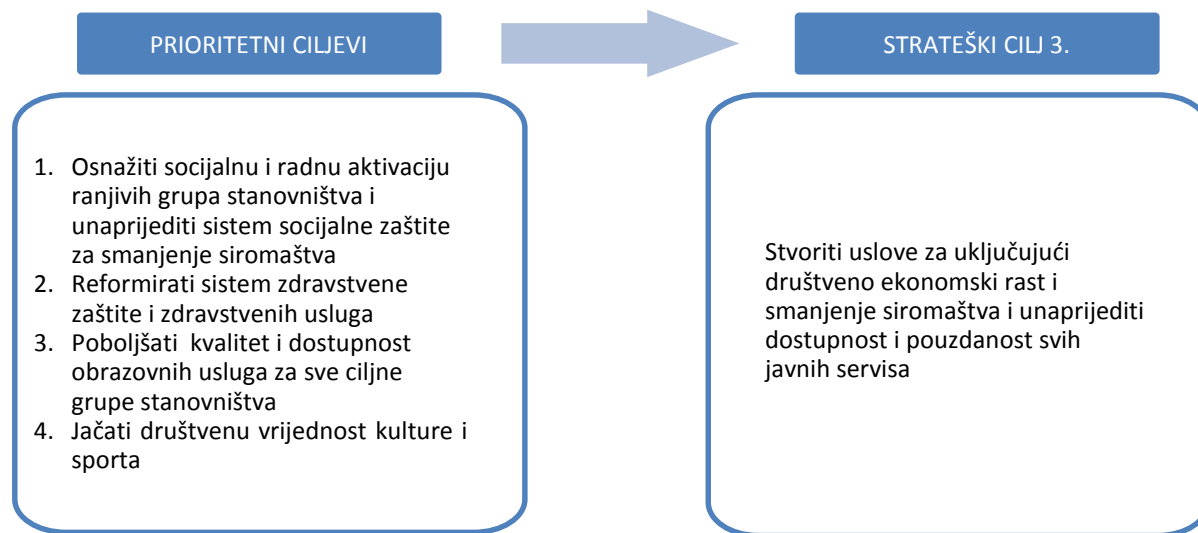 PRIORITETNI CILJEVI
STRATEŠKI CILJ 3.
1. Osnažiti socijalnu i radnu aktivaciju
ranjivih grupa stanovništva i
unaprijediti sistem socijalne zaštite
za smanjenje siromaštva
2. Reformirati sistem zdravstvene
zaštite i zdravstvenih usluga
3. Poboljšati kvalitet i dostupnost
obrazovnih usluga za sve ciljne
grupe stanovništva
4. Jačati društvenu vrijednost kulture i
sporta
Stvoriti uslove za uključujući
društveno ekonomski rast i
smanjenje siromaštva i unaprijediti
dostupnost i pouzdanost svih
javnih servisa